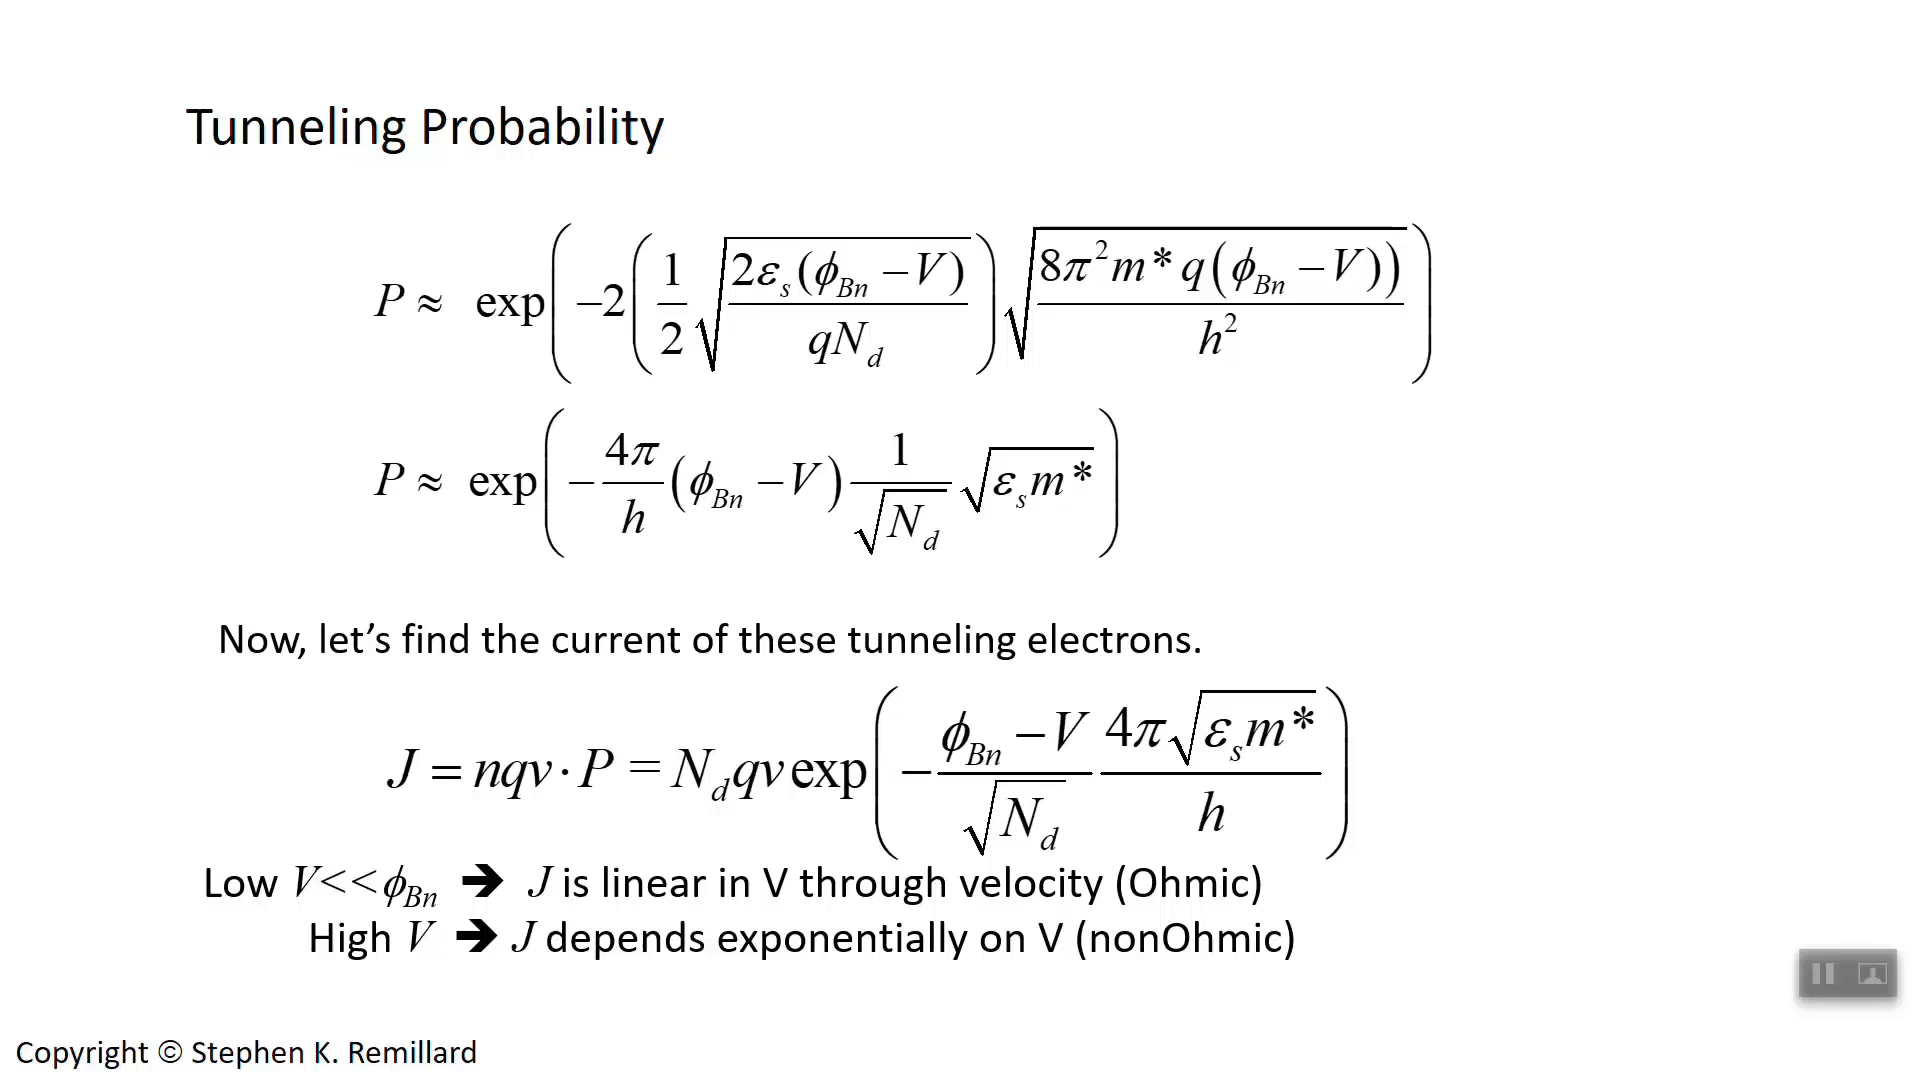 Tunneling Probability
P ≈ exp(−2(1/2 √(2ε_s(ϕ_Bn − V)/(qN_d))) √(8π²m*q(ϕ_Bn − V))/h²))
P ≈ exp(−4π/h (ϕ_Bn − V) 1/√N_d √(ε_s m*))
Now, let's find the current of these tunneling electrons.
J = nqv·P = N_d qv exp(−(ϕ_Bn − V)/√N_d 4π√(ε_s m*)/h)
Low V<<ϕ_Bn ➔ J is linear in V through velocity (Ohmic)
High V ➔ J depends exponentially on V (nonOhmic)
Copyright © Stephen K. Remillard